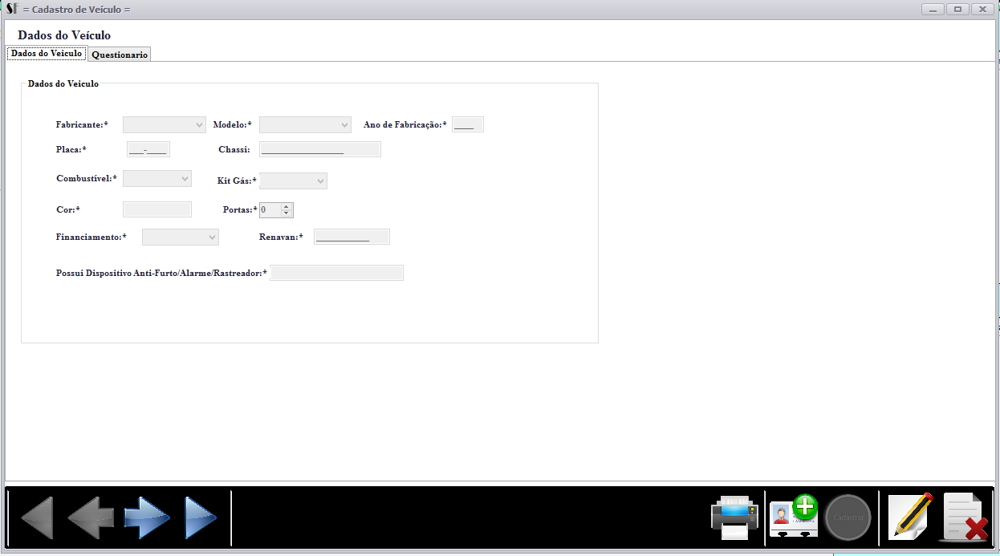 SF = Cadastro de Veículo =
Dados do Veículo
Dados do Veiculo Questionario
Dados do Veiculo
Fabricante:* Modelo:* Ano de Fabricação:* ____
Placa:* ___-____ Chassi: _________________
Combustível:* Kit Gás:*
Cor:* Portas:* 0
Financiamento:* Renavan:* ___________
Possui Dispositivo Anti-Furto/Alarme/Rastreador:*
Cadastrar